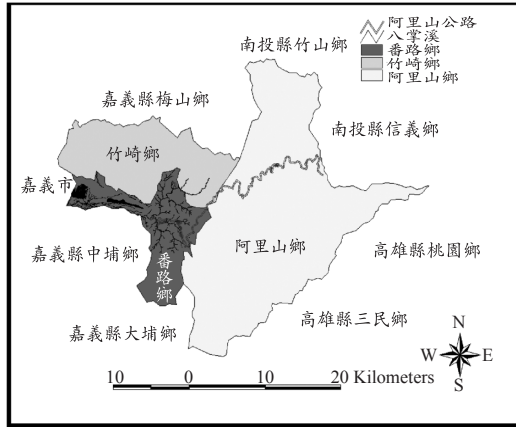 阿里山公路
八掌溪
番路鄉
竹崎鄉
阿里山鄉
南投縣竹山鄉
嘉義縣梅山鄉
南投縣信義鄉
竹崎鄉
嘉義市
嘉義縣中埔鄉
阿里山鄉
高雄縣桃園鄉
番路鄉
高雄縣三民鄉
嘉義縣大埔鄉
N
W
E
S
10 0 10 20 Kilometers